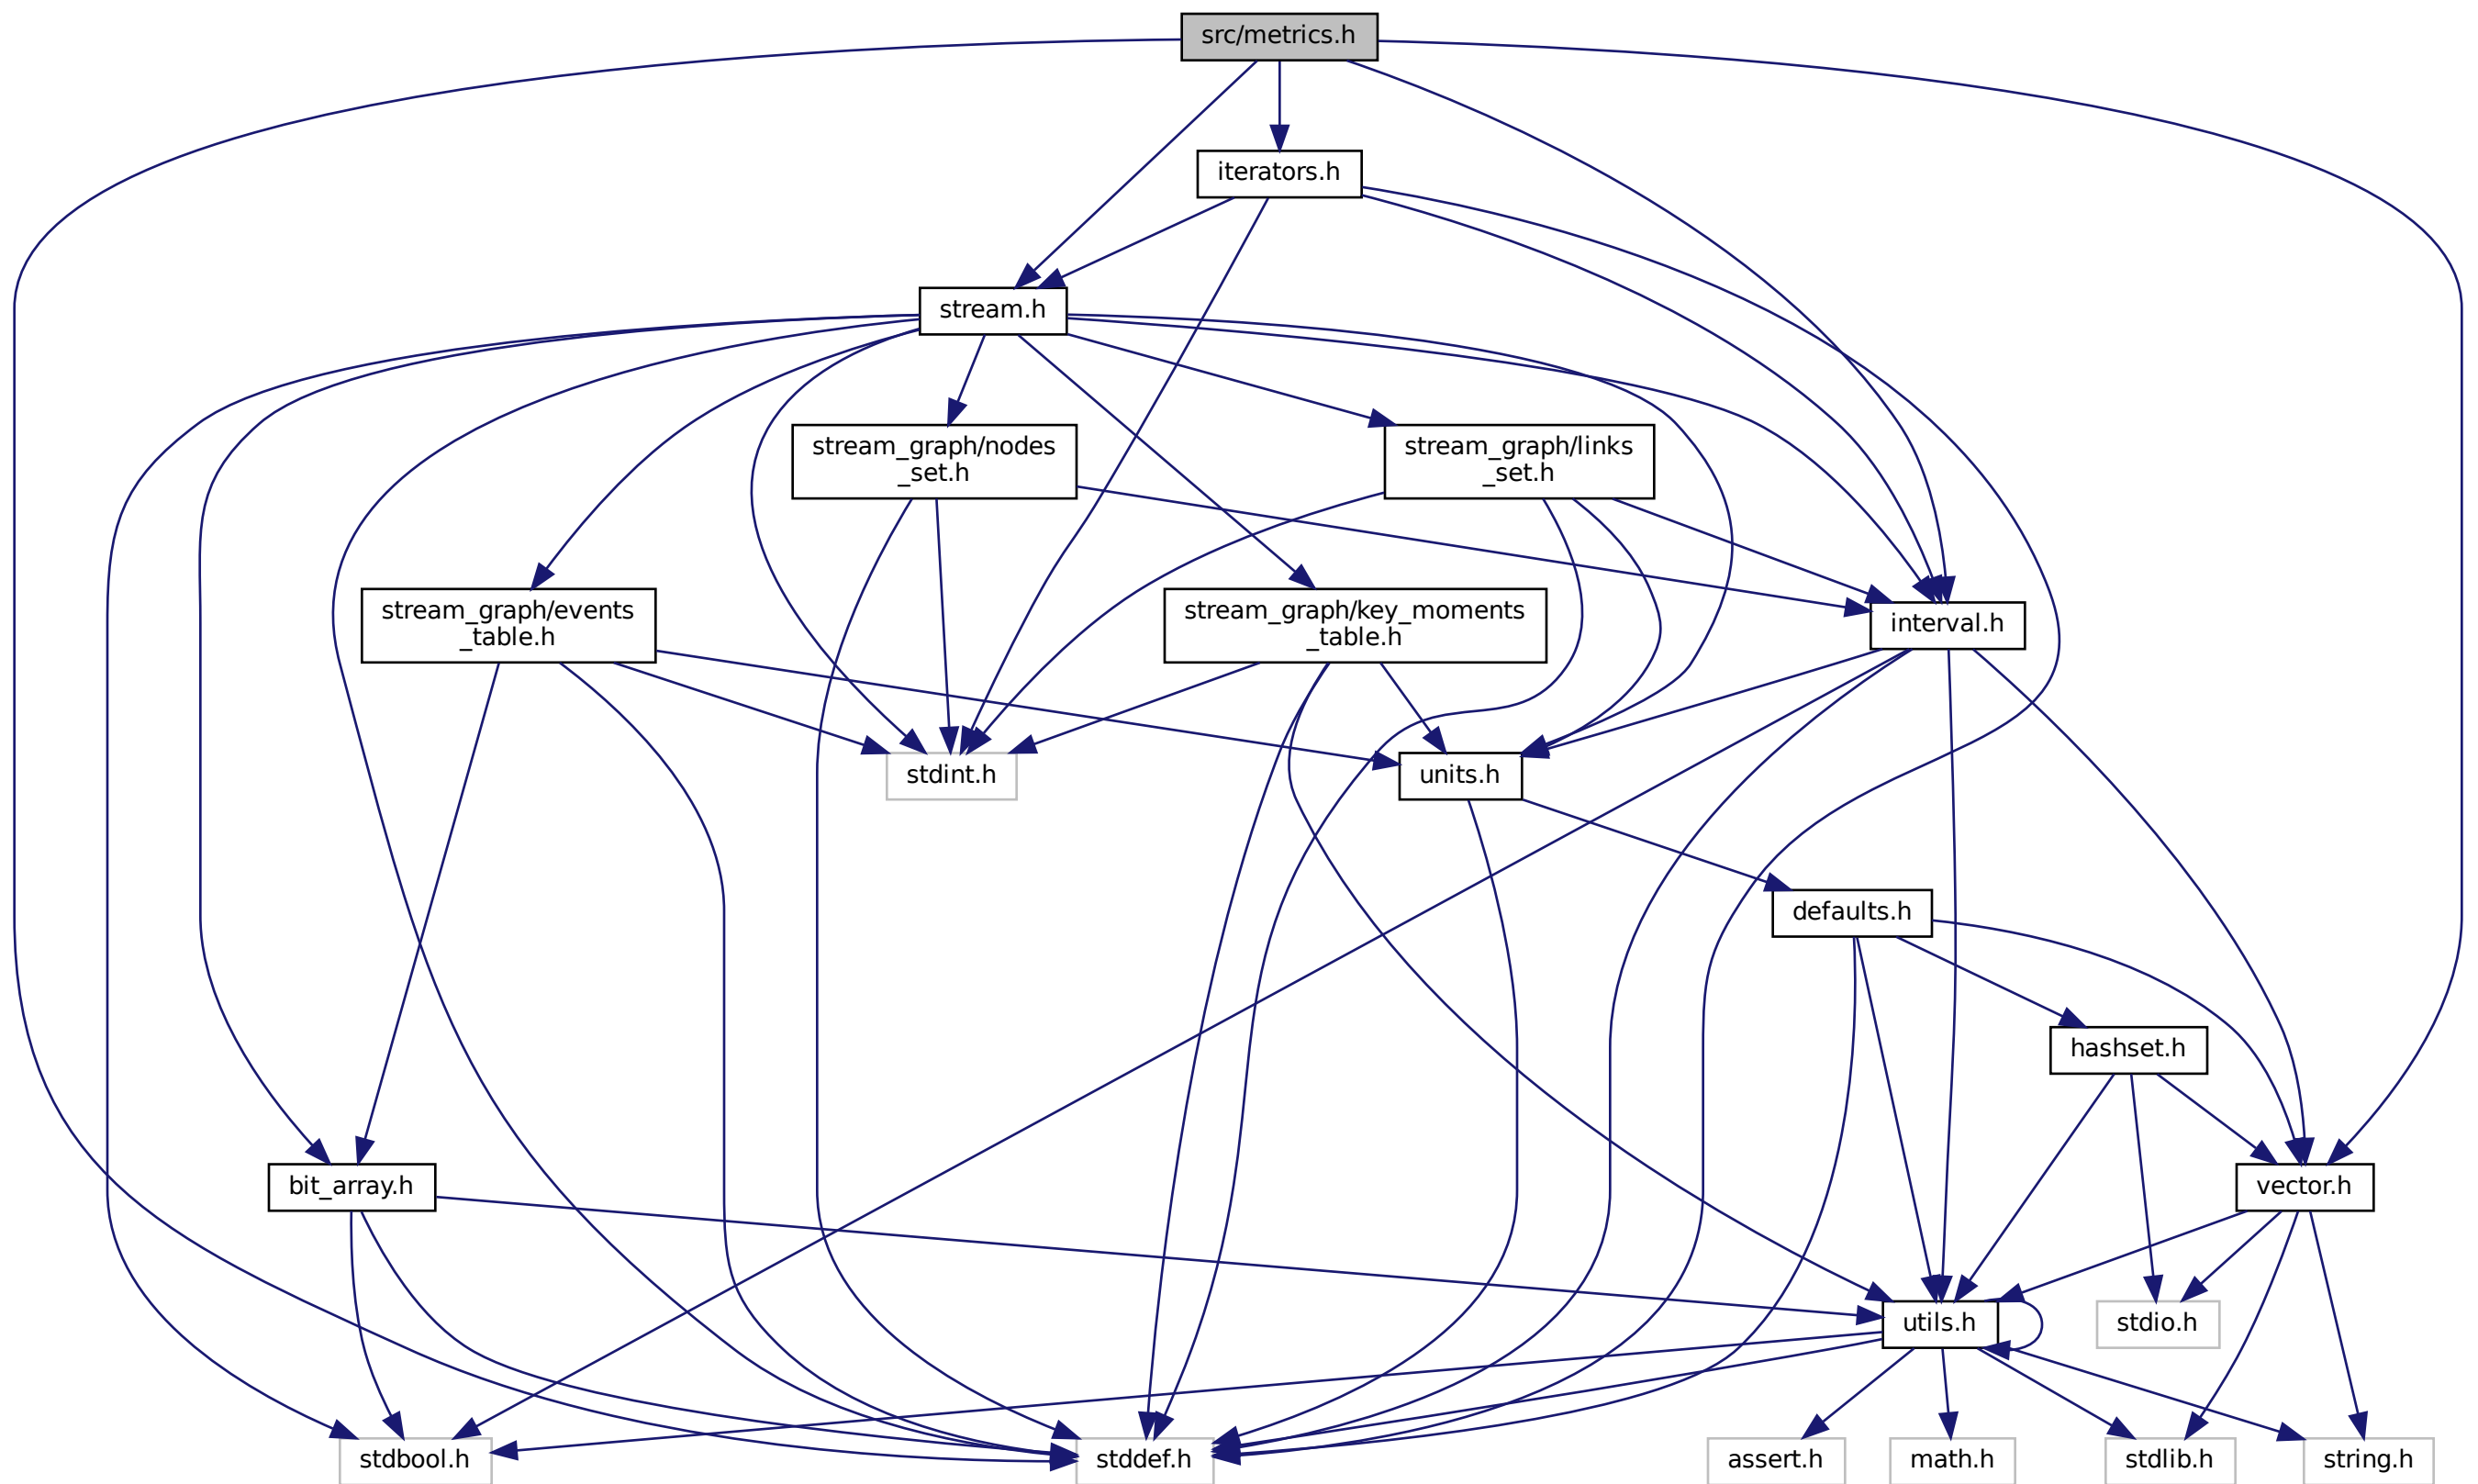 src/metrics.h
iterators.h
stream.h
stream_graph/nodes
_set.h
stream_graph/links
_set.h
stream_graph/events
_table.h
stream_graph/key_moments
_table.h
interval.h
stdint.h
units.h
defaults.h
hashset.h
bit_array.h
vector.h
utils.h
stdio.h
stdbool.h
stddef.h
assert.h
math.h
stdlib.h
string.h